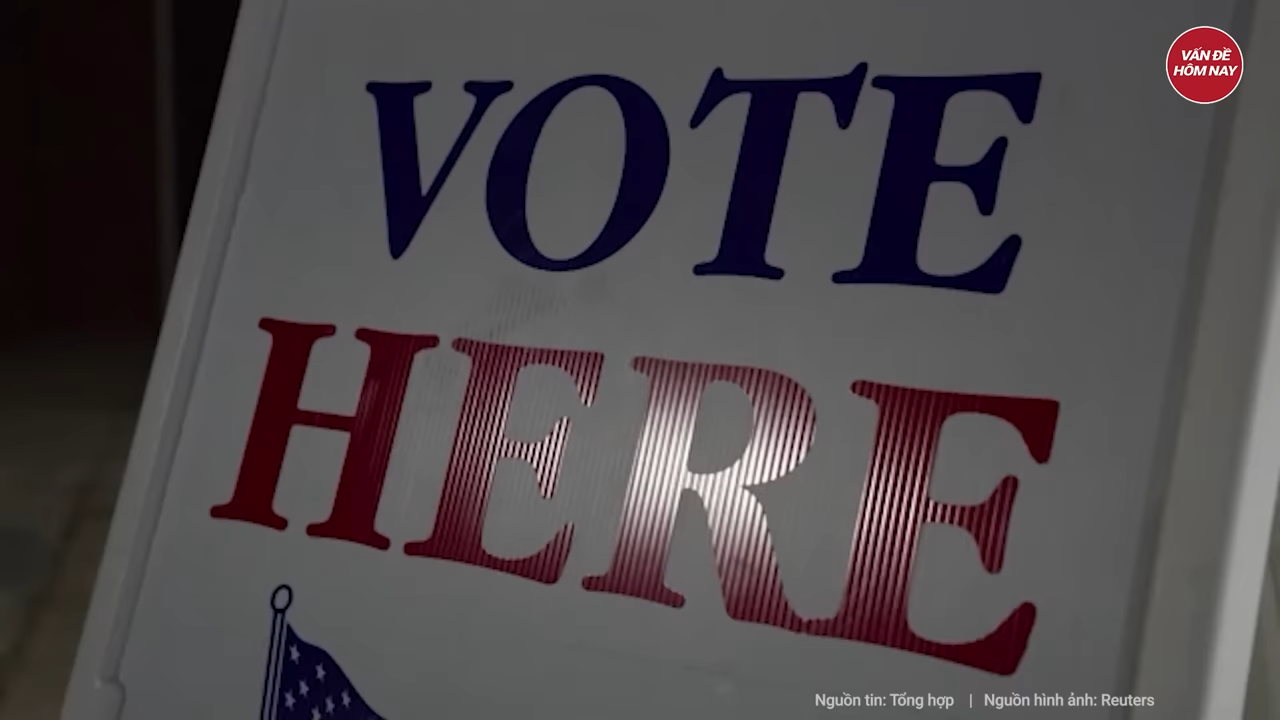 VẤN ĐỀ
HÔM NAY
VOTE
HERE
Nguồn tin: Tổng hợp | Nguồn hình ảnh: Reuters